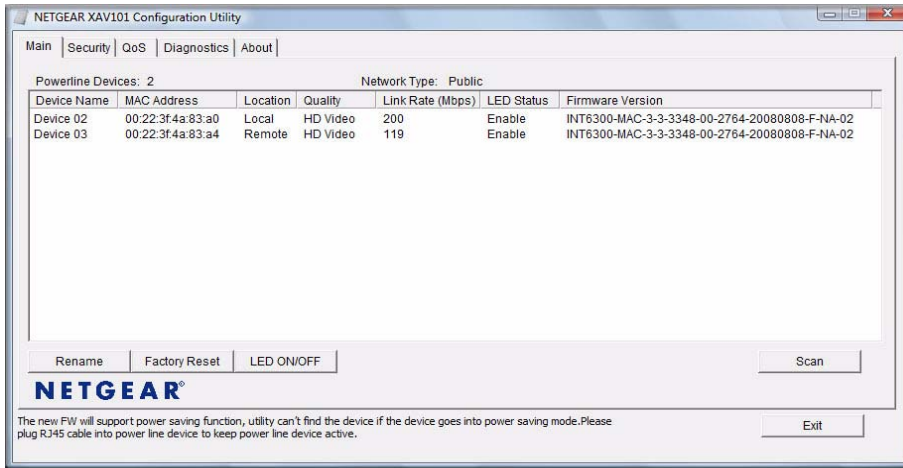 NETGEAR XAV101 Configuration Utility
Main Security QoS Diagnostics About
Powerline Devices: 2 Network Type: Public
Device Name MAC Address Location Quality Link Rate (Mbps) LED Status Firmware Version
Device 02 00:22:3f:4a:83:a0 Local HD Video 200 Enable INT6300-MAC-3-3-3348-00-2764-20080808-F-NA-02
Device 03 00:22:3f:4a:83:a4 Remote HD Video 119 Enable INT6300-MAC-3-3-3348-00-2764-20080808-F-NA-02
Rename Factory Reset LED ON/OFF Scan
NETGEAR®
The new FW will support power saving function, utility can't find the device if the device goes into power saving mode.Please
plug RJ45 cable into power line device to keep power line device active.
Exit